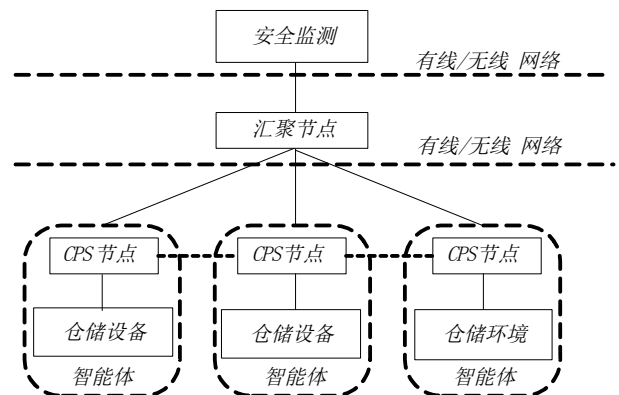 安全监测
有线/无线 网络
汇聚节点
有线/无线 网络
CPS节点
CPS节点
CPS节点
仓储设备
仓储设备
仓储环境
智能体
智能体
智能体